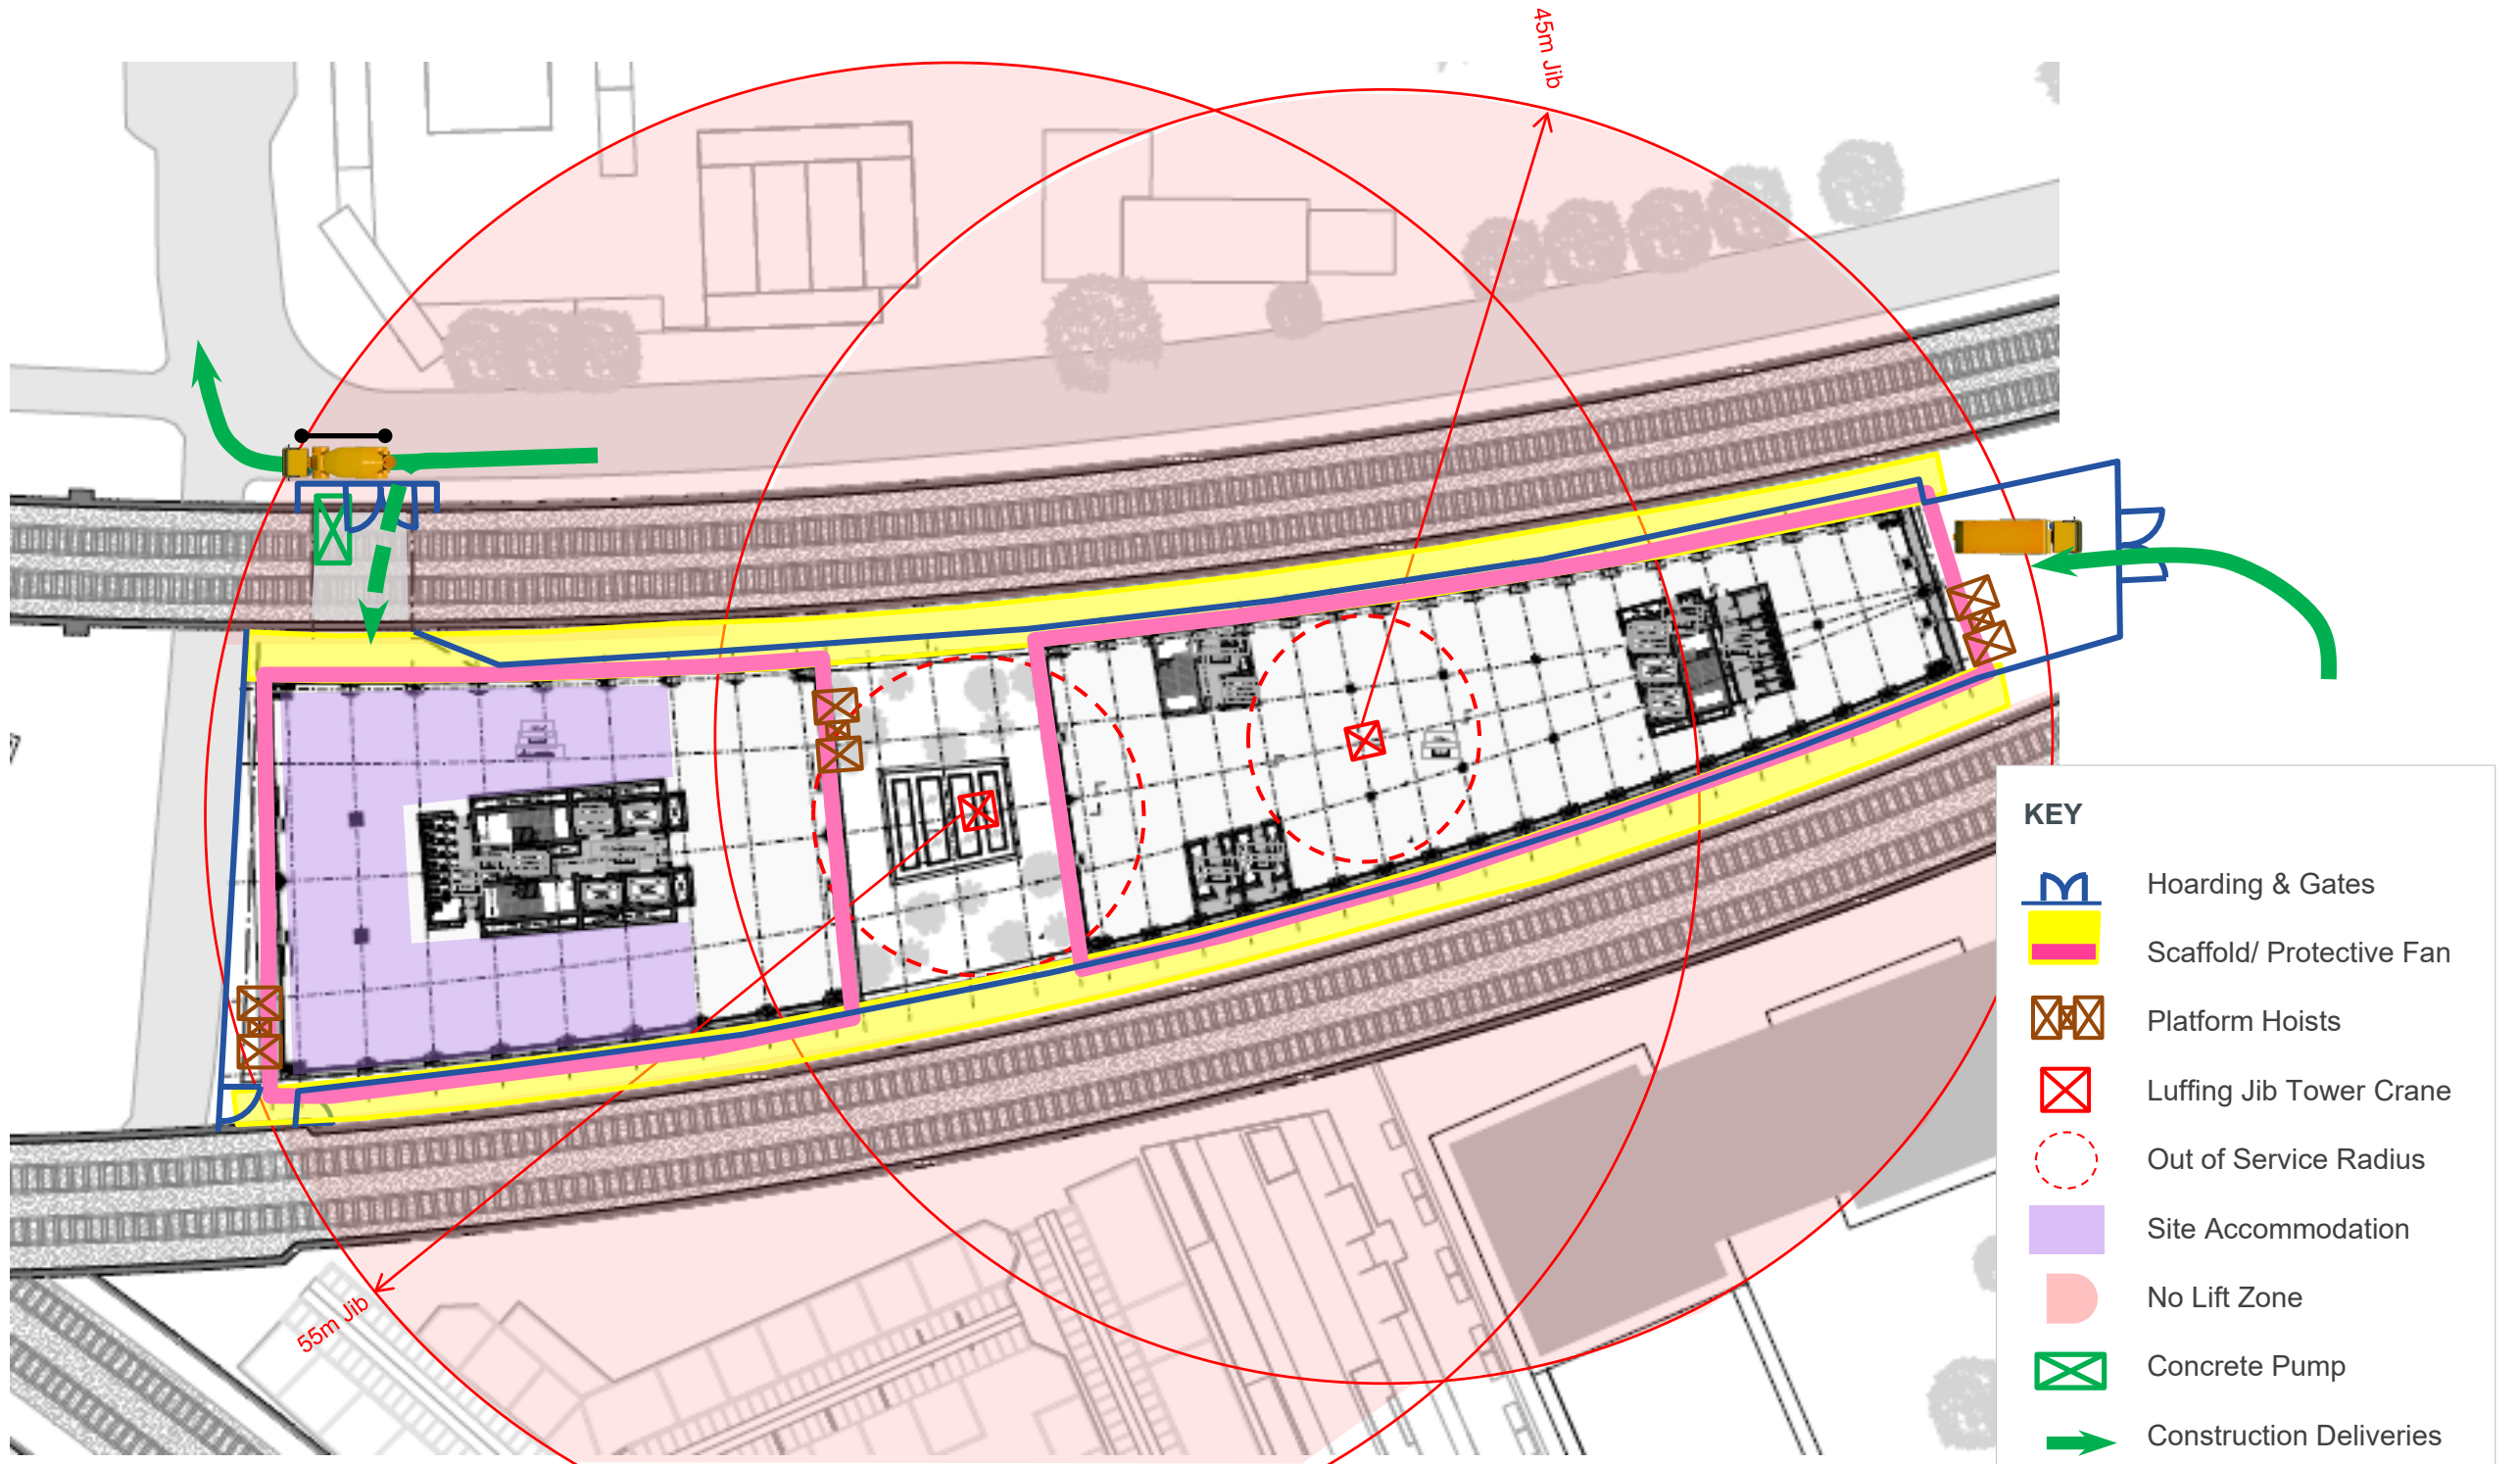 45m Jib
55m Jib
KEY
Hoarding & Gates
Scaffold/ Protective Fan
Platform Hoists
Luffing Jib Tower Crane
Out of Service Radius
Site Accommodation
No Lift Zone
Concrete Pump
Construction Deliveries